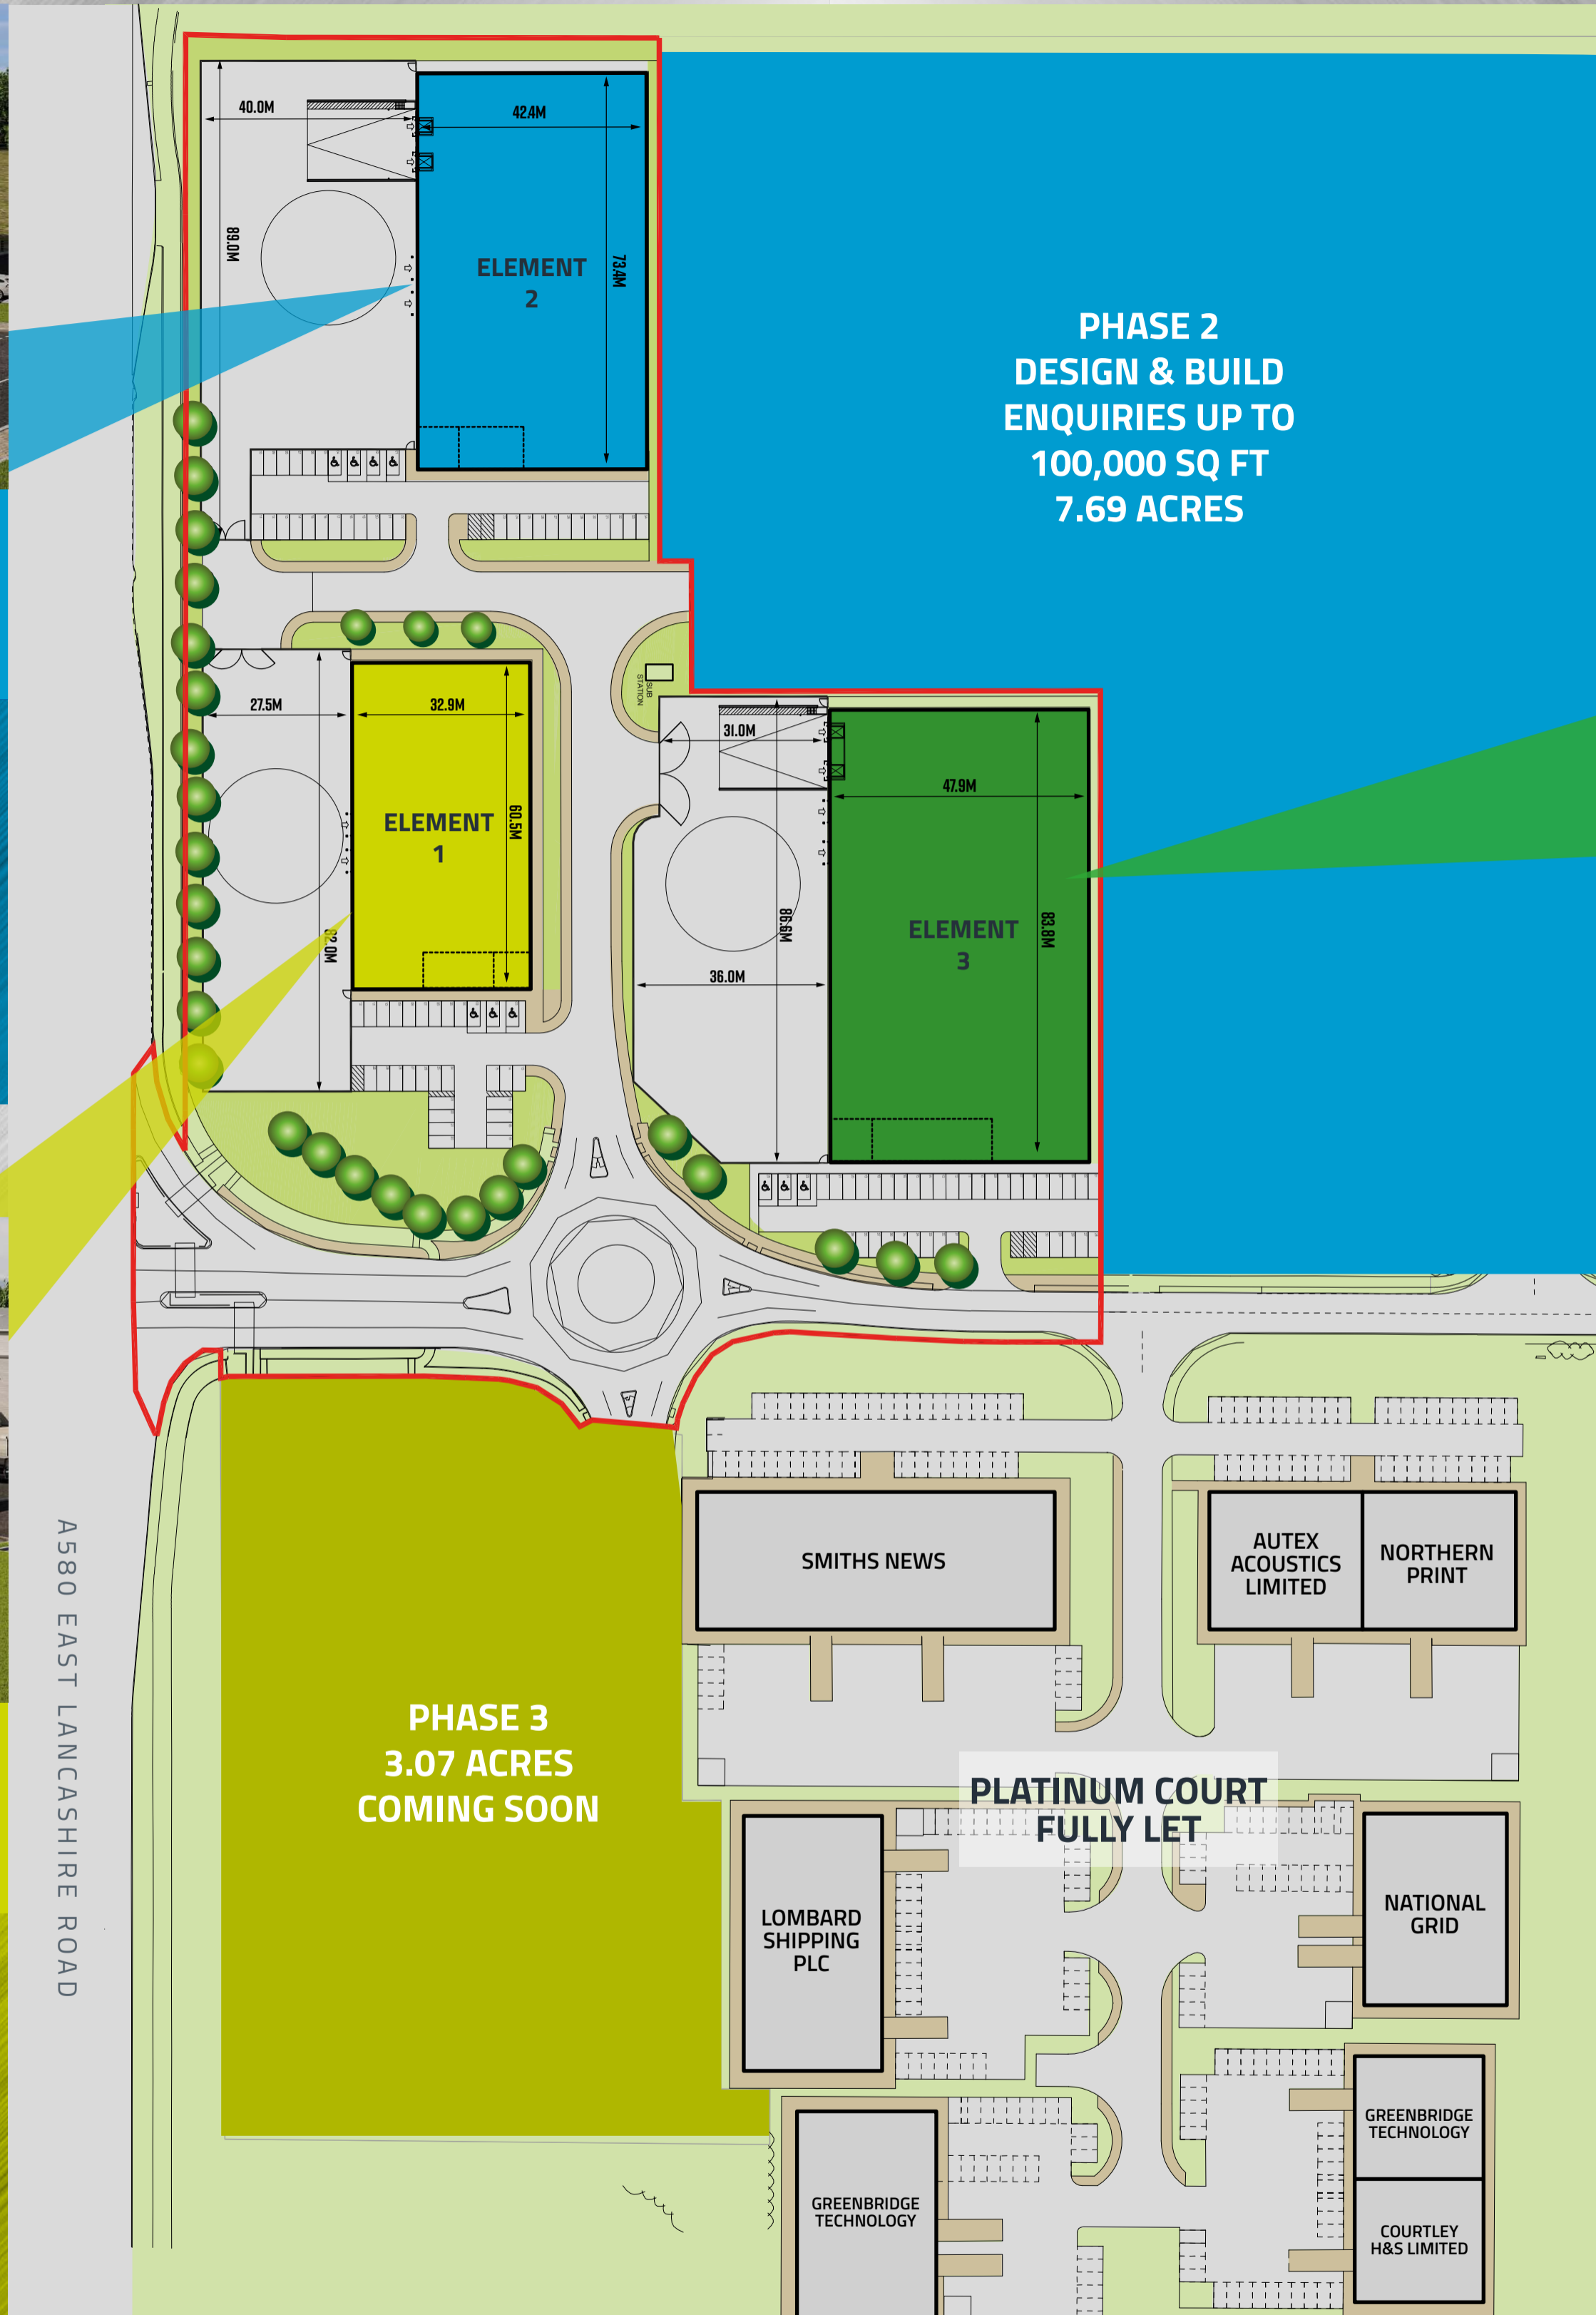 40.0M
42.4M
89.0M
ELEMENT
2
73.4M
PHASE 2
DESIGN & BUILD
ENQUIRIES UP TO
100,000 SQ FT
7.69 ACRES
SUB
STATION
27.5M
32.9M
31.0M
47.9M
ELEMENT
1
60.5M
86.6M
ELEMENT
3
83.8M
36.0M
SMITHS NEWS
AUTEX
ACOUSTICS
LIMITED
NORTHERN
PRINT
A580 EAST LANCASHIRE ROAD
PHASE 3
3.07 ACRES
COMING SOON
PLATINUM COURT
FULLY LET
LOMBARD
SHIPPING
PLC
NATIONAL
GRID
GREENBRIDGE
TECHNOLOGY
GREENBRIDGE
TECHNOLOGY
COURTLEY
H&S LIMITED